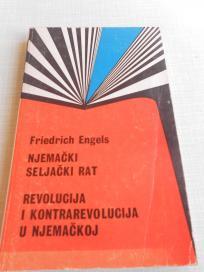 Friedrich Engels
NJEMAČKI
SELJAČKI RAT
REVOLUCIJA
I KONTRAREVOLUCIJA
U NJEMAČKOJ